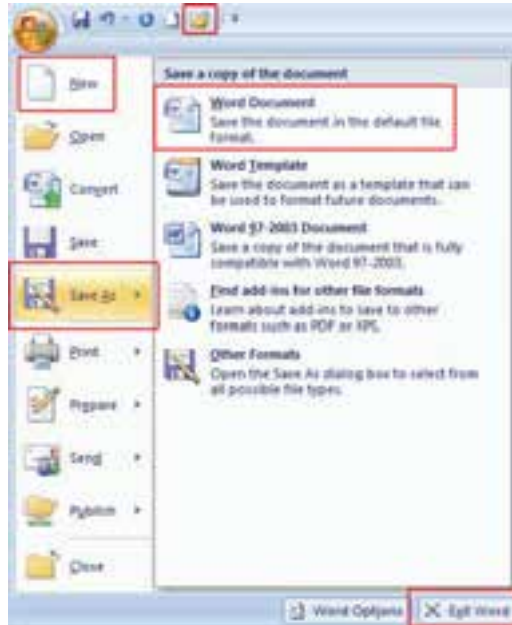 New
Open
Convert
Save
Save As
Print
Prepare
Send
Publish
Close
Save a copy of the document
Word Document
Save the document in the default file
format.
Word Template
Save the document as a template that can
be used to format future documents.
Word 97-2003 Document
Save a copy of the document that is fully
compatible with Word 97-2003.
Find add-ins for other file formats
Learn about add-ins to save to other
formats such as PDF or XPS.
Other Formats
Open the Save As dialog box to select from
all possible file types.
Word Options
Exit Word